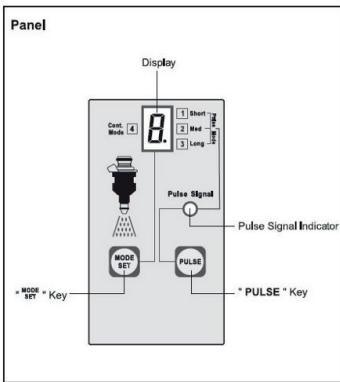 Panel
Display
Cont. Mode 4
8.
1 Short
2 Med
3 Long
Pulse Mode
Pulse Signal
Pulse Signal Indicator
MODE SET
PULSE
" MODE SET " Key
" PULSE " Key